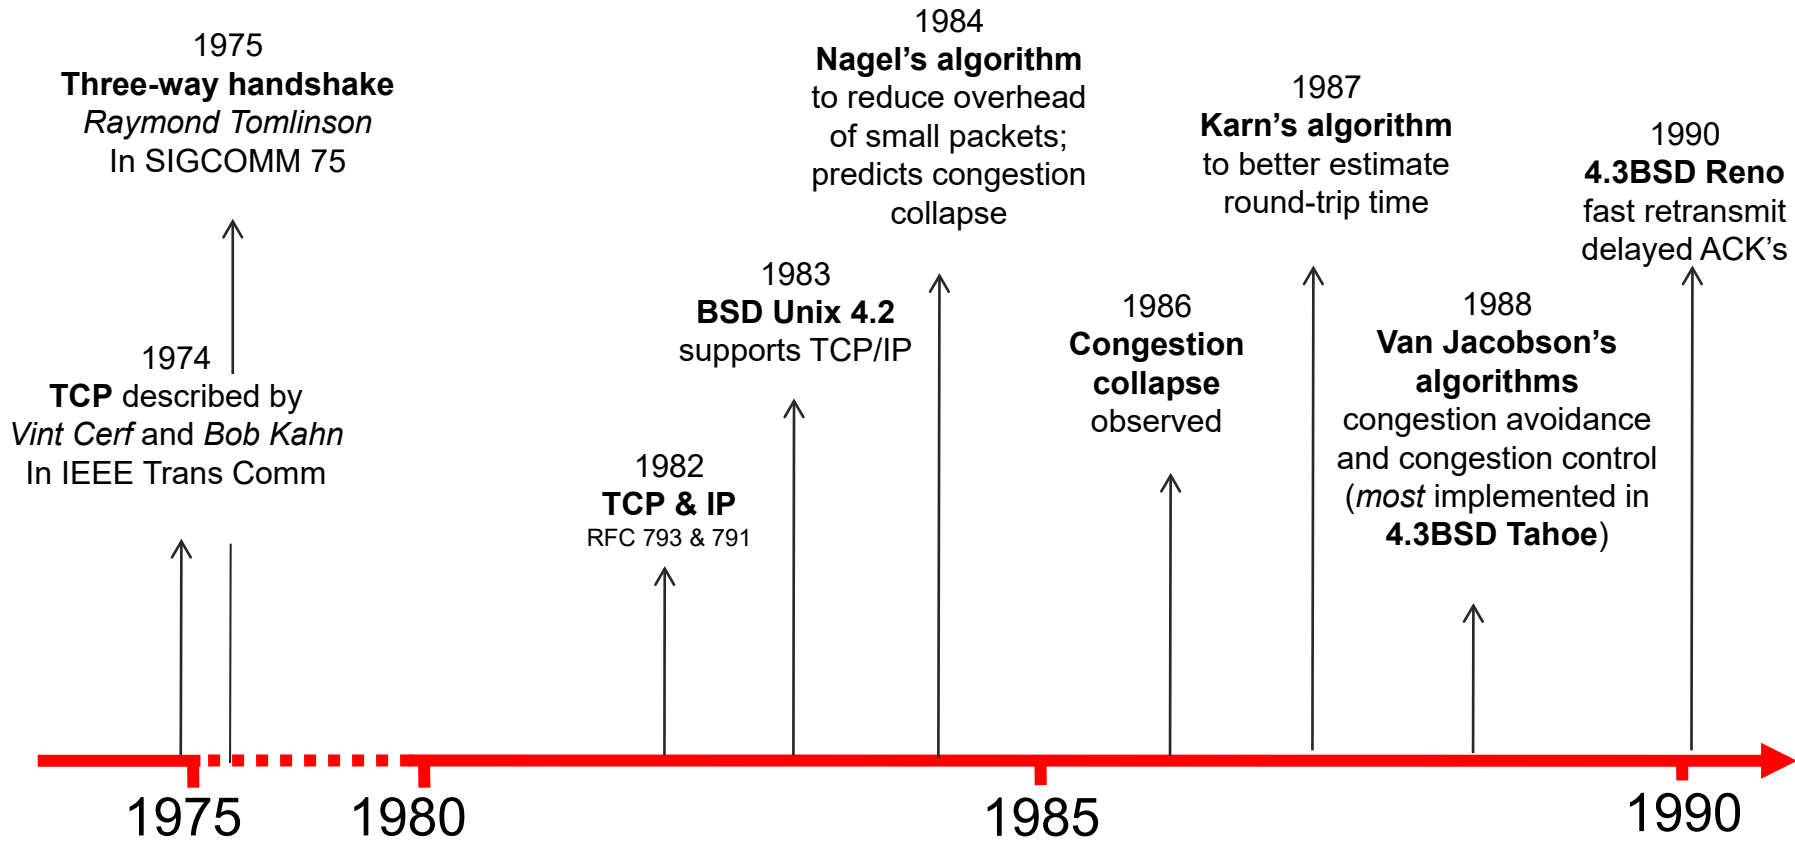 1975
Three-way handshake
Raymond Tomlinson
In SIGCOMM 75
1974
TCP described by
Vint Cerf and Bob Kahn
In IEEE Trans Comm
1982
TCP & IP
RFC 793 & 791
1983
BSD Unix 4.2
supports TCP/IP
1984
Nagel’s algorithm
to reduce overhead
of small packets;
predicts congestion
collapse
1986
Congestion
collapse
observed
1987
Karn’s algorithm
to better estimate
round-trip time
1988
Van Jacobson’s
algorithms
congestion avoidance
and congestion control
(most implemented in
4.3BSD Tahoe)
1990
4.3BSD Reno
fast retransmit
delayed ACK’s
1975
1980
1985
1990